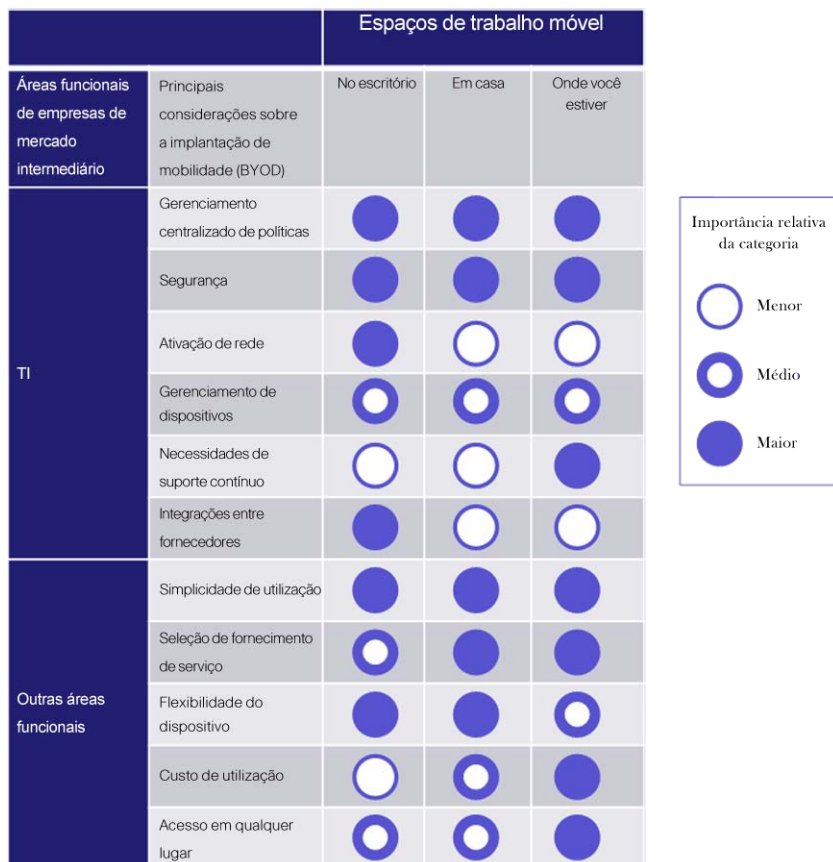 Espaços de trabalho móvel
Áreas funcionais
de empresas de
mercado
intermediário
Principais
considerações sobre
a implantação de
mobilidade (BYOD)
No escritório
Em casa
Onde você
estiver
TI
Gerenciamento
centralizado de políticas
Segurança
Ativação de rede
Gerenciamento de
dispositivos
Necessidades de
suporte contínuo
Integrações entre
fornecedores
Outras áreas
funcionais
Simplicidade de utilização
Seleção de fornecimento
de serviço
Flexibilidade do
dispositivo
Custo de utilização
Acesso em qualquer
lugar
Importância relativa
da categoria
Menor
Médio
Maior